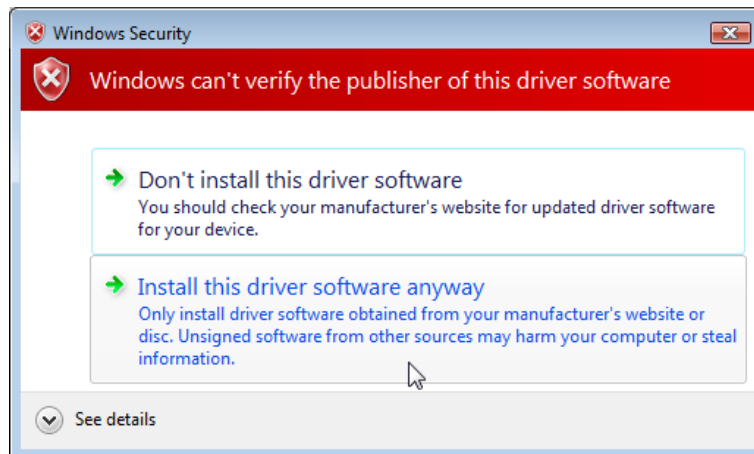 Windows Security
Windows can't verify the publisher of this driver software
Don't install this driver software
You should check your manufacturer's website for updated driver software
for your device.
Install this driver software anyway
Only install driver software obtained from your manufacturer's website or
disc. Unsigned software from other sources may harm your computer or steal
information.
See details